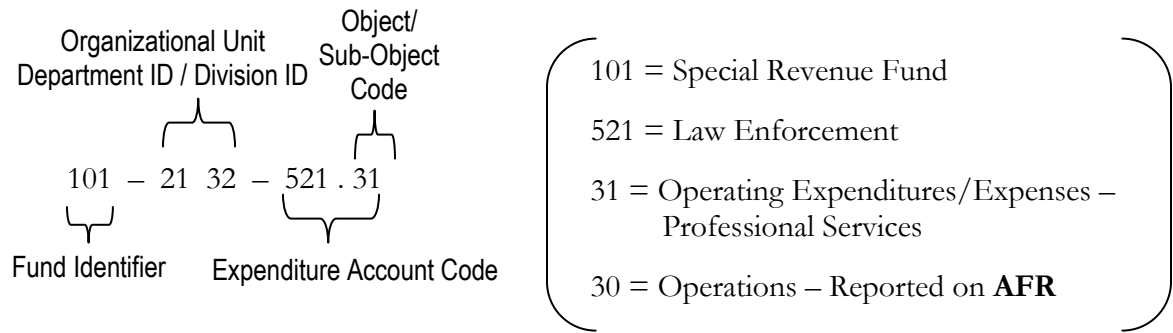 Organizational Unit
Department ID / Division ID
Object/
Sub-Object
Code
101 – 21 32 – 521 . 31
Fund Identifier
Expenditure Account Code
101 = Special Revenue Fund
521 = Law Enforcement
31 = Operating Expenditures/Expenses –
Professional Services
30 = Operations – Reported on AFR